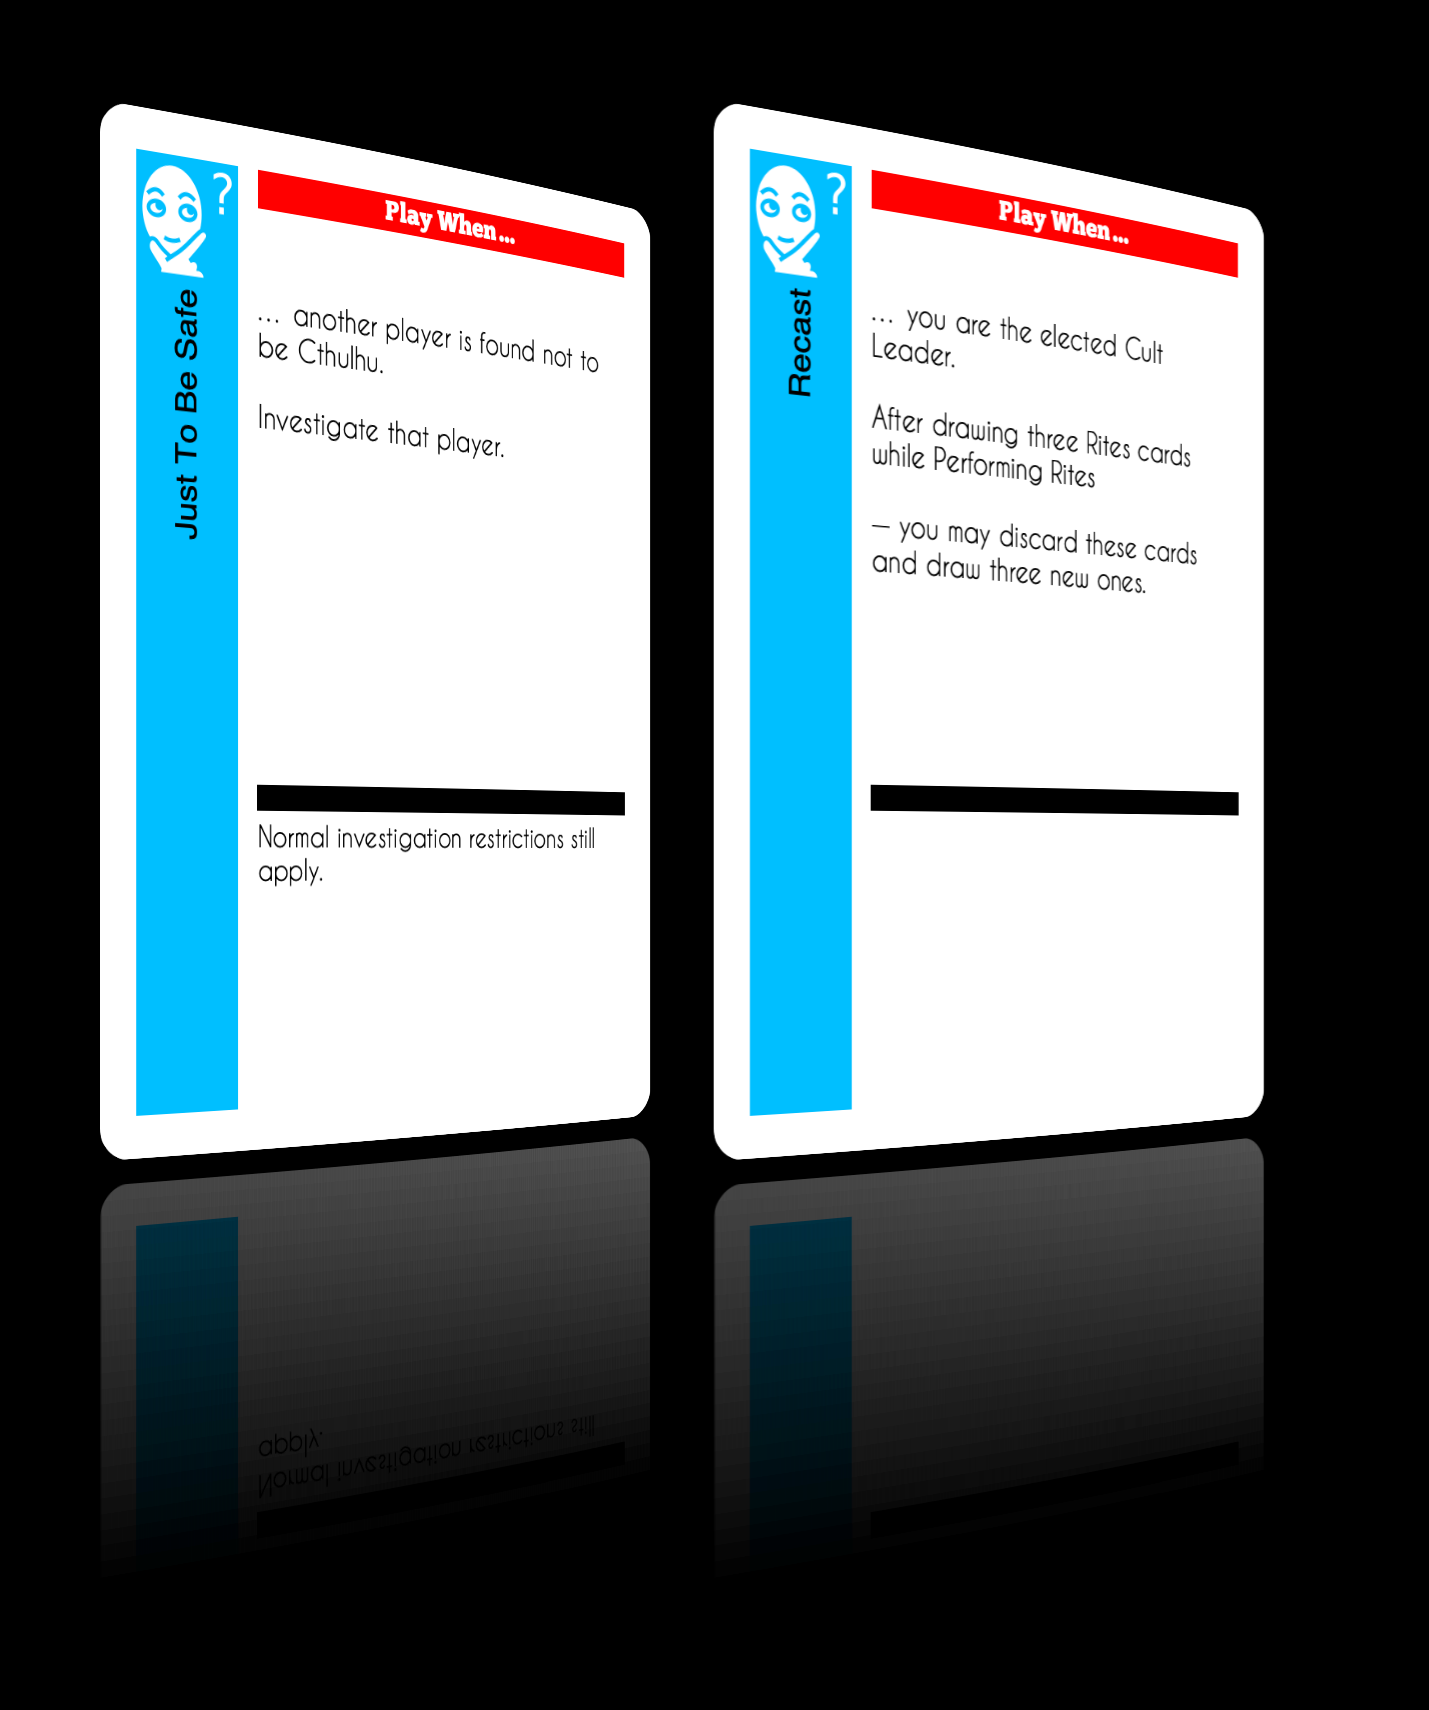 ?
Just To Be Safe
Play When...
... another player is found not to
be Cthulhu.
Investigate that player.
Normal investigation restrictions still
apply.
?
Recast
Play When...
... you are the elected Cult
Leader.
After drawing three Rites cards
while Performing Rites
— you may discard these cards
and draw three new ones.
apply.
Normal investigation restrictions still